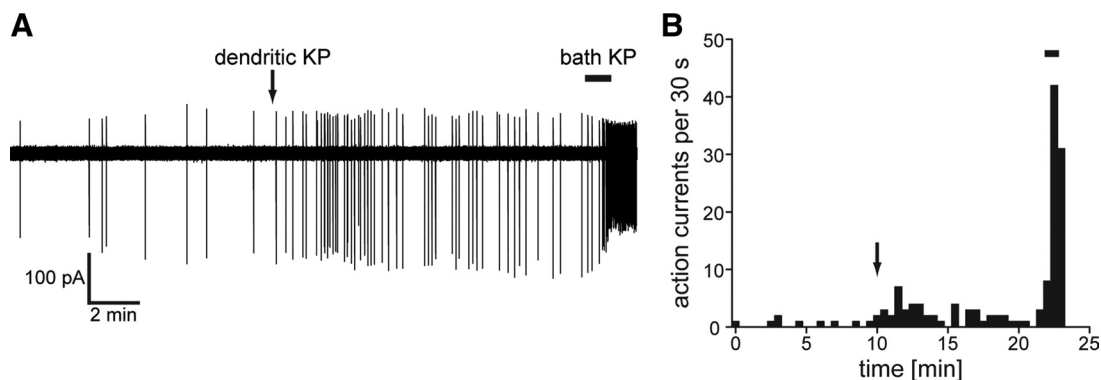 A
dendritic KP
bath KP
100 pA
2 min
B
action currents per 30 s
50
40
30
20
10
0
0 5 10 15 20 25
time [min]